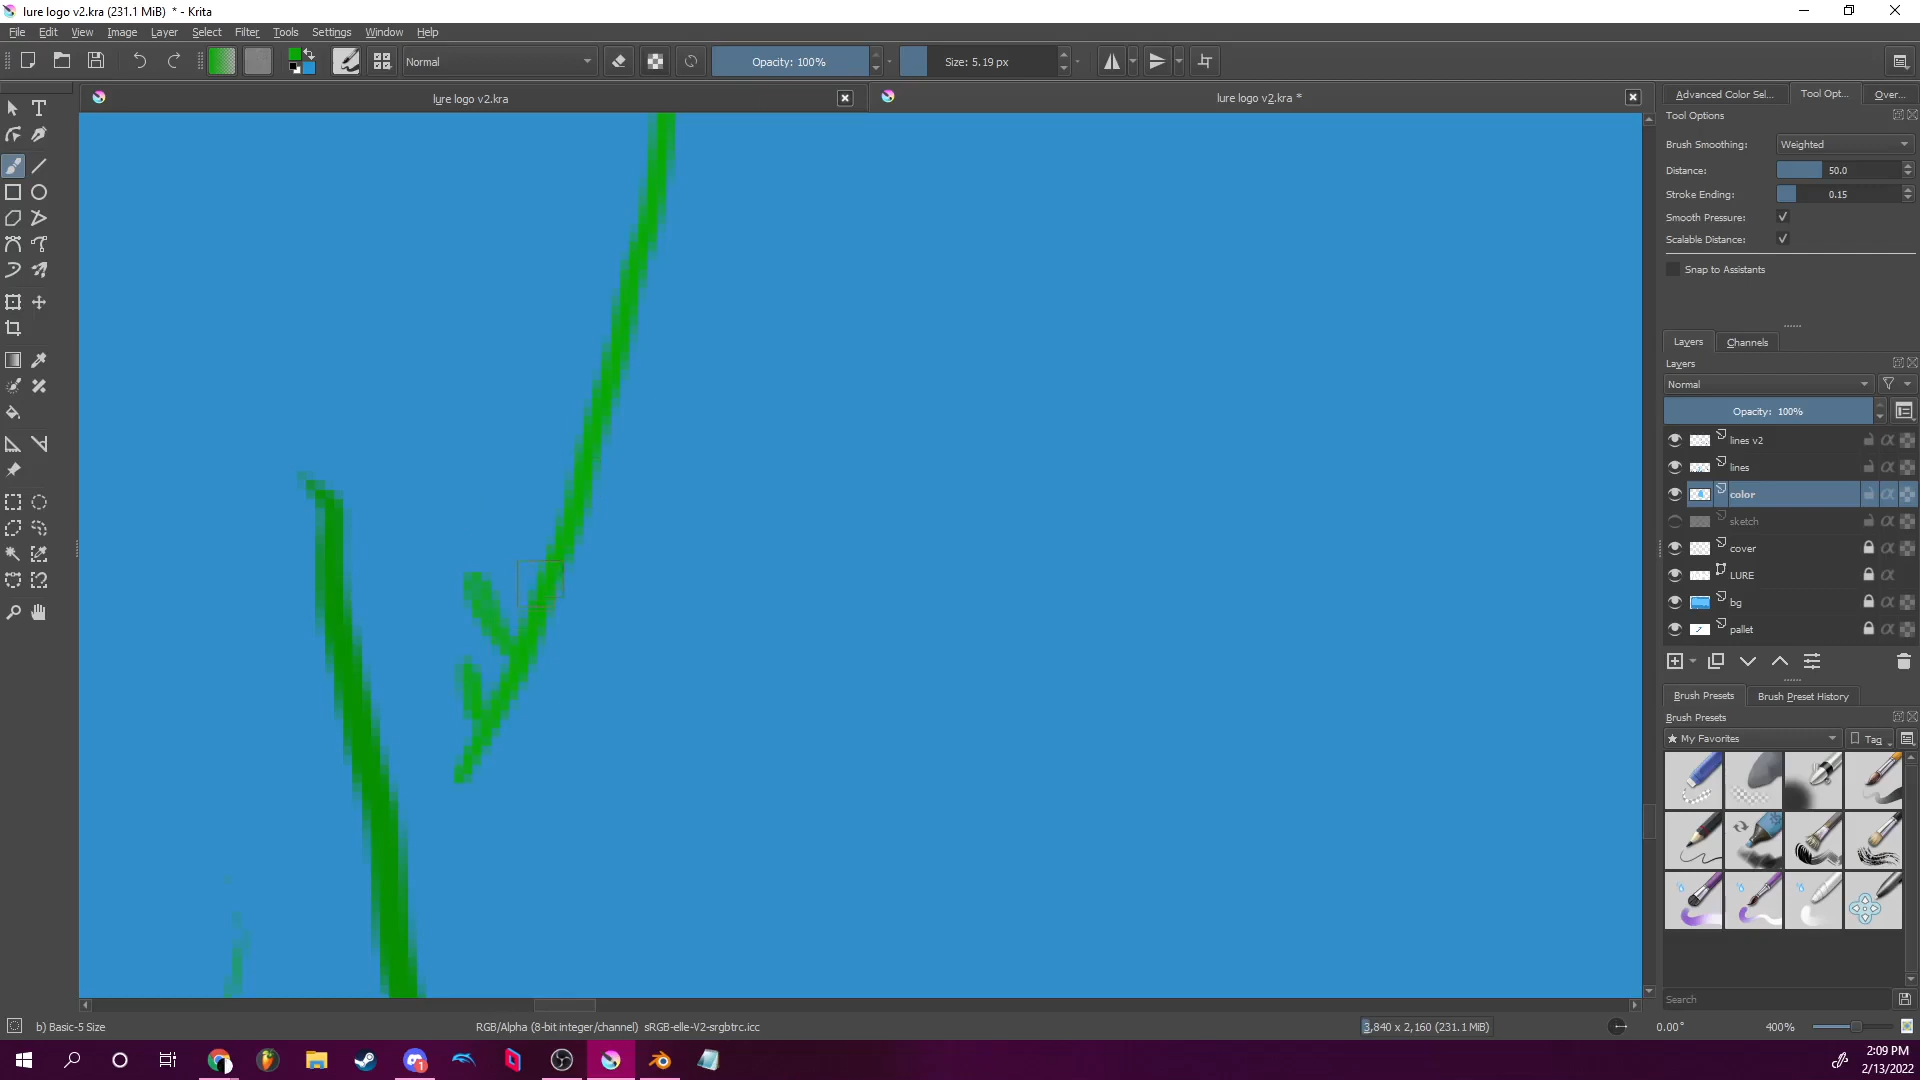 lure logo v2.kra (231.1 MiB) * - Krita
File Edit View Image Layer Select Filter Tools Settings Window Help
Normal
Opacity: 100%
Size: 5.19 px
lure logo v2.kra
lure logo v2.kra *
Advanced Color Sel...
Tool Opt...
Over...
Tool Options
Brush Smoothing: Weighted
Distance: 50.0
Stroke Ending: 0.15
Smooth Pressure:
Scalable Distance:
Snap to Assistants
Layers Channels
Layers
Normal
Opacity: 100%
lines v2
lines
color
sketch
cover
LURE
bg
pallet
Brush Presets Brush Preset History
Brush Presets
My Favorites Tag
Search
b) Basic-5 Size
RGB/Alpha (8-bit integer/channel) sRGB-elle-V2-srgbtrc.icc
3,840 x 2,160 (231.1 MiB)
0.00°
400%
2:09 PM
2/13/2022